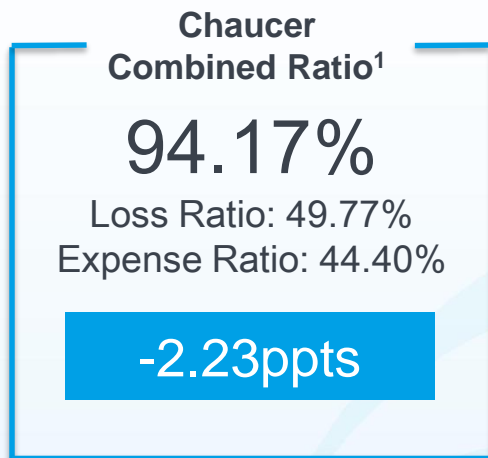 Chaucer
Combined Ratio¹
94.17%
Loss Ratio: 49.77%
Expense Ratio: 44.40%
-2.23ppts